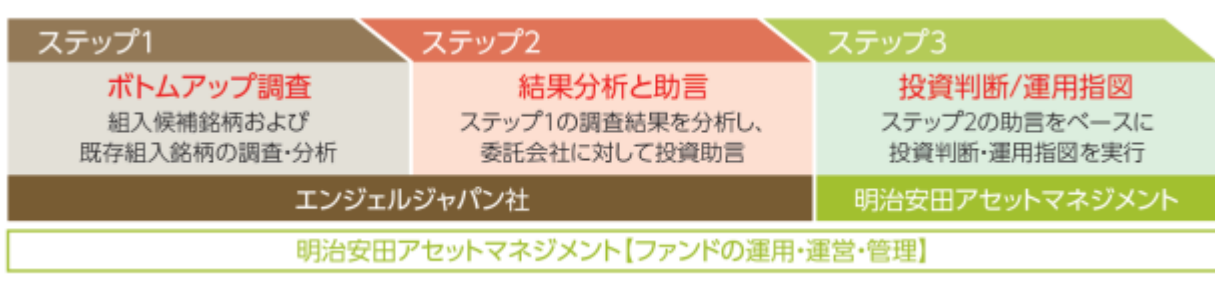 ステップ1
ステップ2
ステップ3
ボトムアップ調査
組入候補銘柄および
既存組入銘柄の調査・分析
結果分析と助言
ステップ1の調査結果を分析し、
委託会社に対して投資助言
投資判断/運用指図
ステップ2の助言をベースに
投資判断・運用指図を実行
エンジェルジャパン社
明治安田アセットマネジメント
明治安田アセットマネジメント【ファンドの運用・運営・管理】